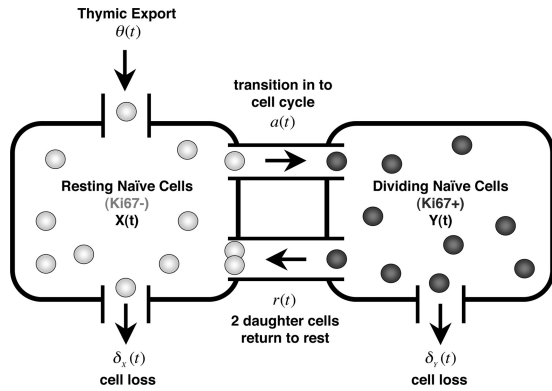 Thymic Export
θ(t)
transition in to
cell cycle
a(t)
Resting Naïve Cells
(Ki67-)
X(t)
Dividing Naïve Cells
(Ki67+)
Y(t)
r(t)
2 daughter cells
return to rest
δX(t)
cell loss
δY(t)
cell loss